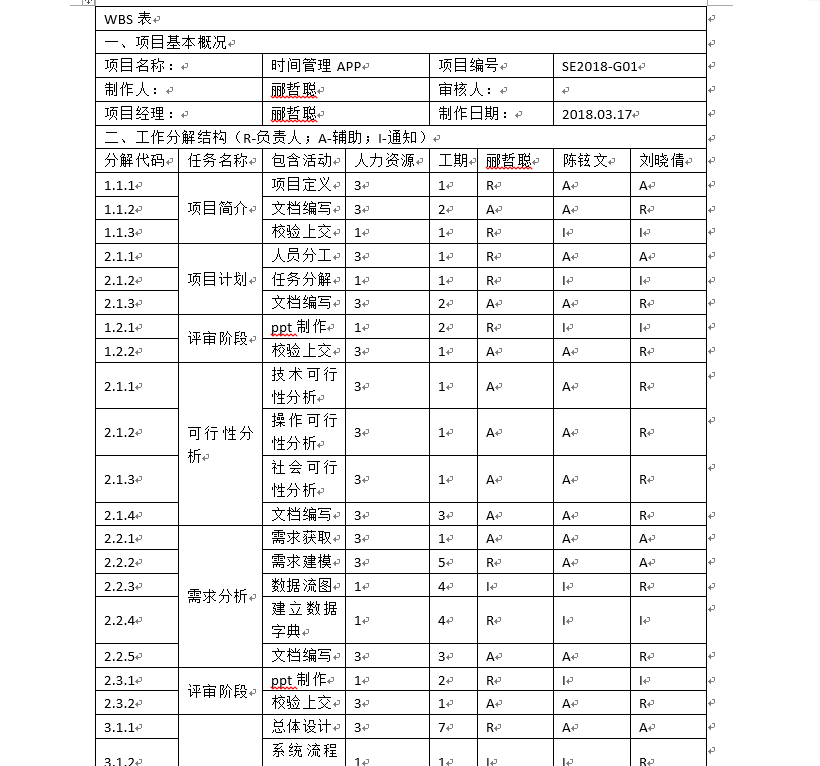 WBS 表
一、项目基本概况
项目名称： 时间管理 APP 项目编号 SE2018-G01
制作人： 郦哲聪 审核人：
项目经理： 郦哲聪 制作日期： 2018.03.17
二、工作分解结构（R-负责人；A-辅助；I-通知）
分解代码 任务名称 包含活动 人力资源 工期 郦哲聪 陈铉文 刘晓倩
1.1.1 项目简介 项目定义 3 1 R A A
1.1.2 文档编写 3 2 A A R
1.1.3 校验上交 1 1 R I I
2.1.1 项目计划 人员分工 3 1 R A A
2.1.2 任务分解 1 1 R I I
2.1.3 文档编写 3 2 A A R
1.2.1 评审阶段 ppt 制作 1 2 R I I
1.2.2 校验上交 3 1 A A R
2.1.1 可行性分析 技术可行性分析 3 1 A A R
2.1.2 操作可行性分析 3 1 A A R
2.1.3 社会可行性分析 3 1 A A R
2.1.4 文档编写 3 3 A A R
2.2.1 需求分析 需求获取 3 1 A A A
2.2.2 需求建模 3 5 R A A
2.2.3 数据流图 1 4 I I R
2.2.4 建立数据字典 1 4 R I I
2.2.5 文档编写 3 3 A A R
2.3.1 评审阶段 ppt 制作 1 2 R I I
2.3.2 校验上交 3 1 A A R
3.1.1 总体设计 3 7 R A A
3.1.2 系统流程 1 1 I I R